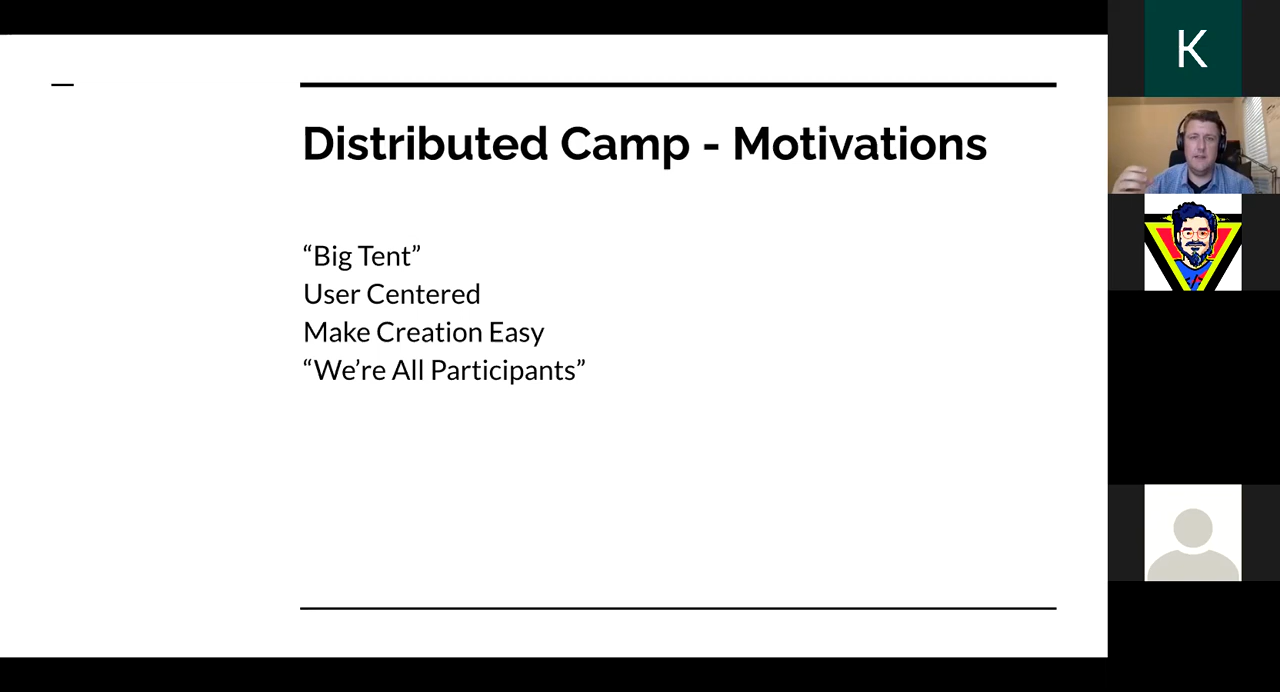 Distributed Camp - Motivations
“Big Tent”
User Centered
Make Creation Easy
“We’re All Participants”
K